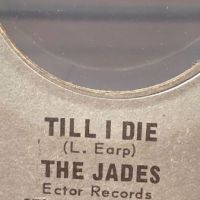 TILL I DIE
(L. Earp)
THE JADES
Ector Records